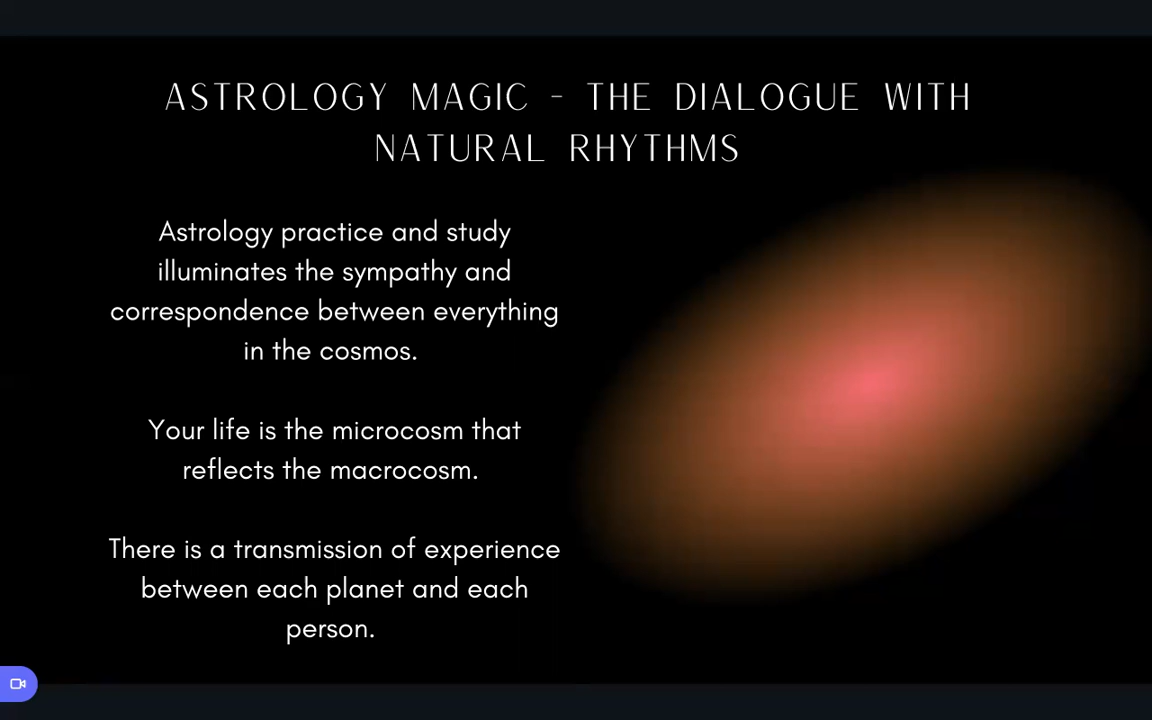 ASTROLOGY MAGIC - THE DIALOGUE WITH
NATURAL RHYTHMS
Astrology practice and study
illuminates the sympathy and
correspondence between everything
in the cosmos.
Your life is the microcosm that
reflects the macrocosm.
There is a transmission of experience
between each planet and each
person.